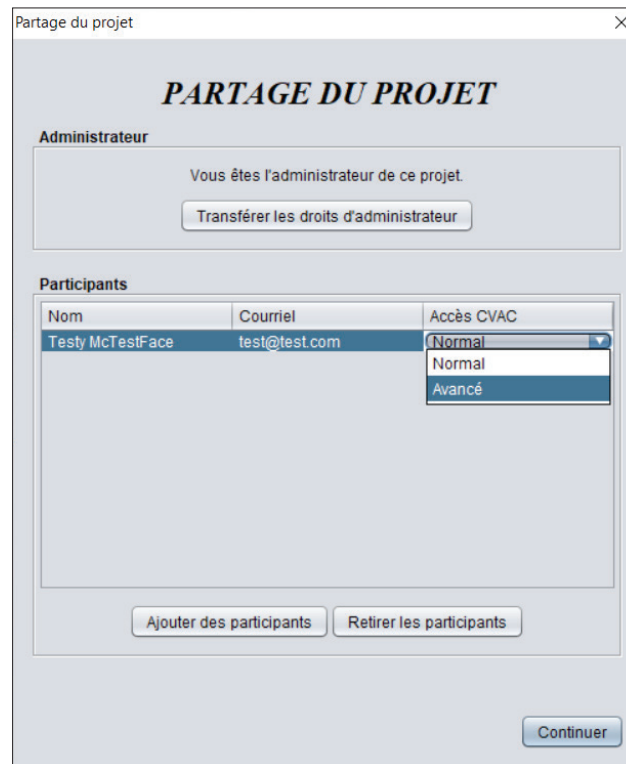 Partage du projet
PARTAGE DU PROJET
Administrateur
Vous êtes l'administrateur de ce projet.
Transférer les droits d'administrateur
Participants
Nom Courriel Accès CVAC
Testy McTestFace test@test.com Normal
Normal
Avancé
Ajouter des participants Retirer les participants
Continuer